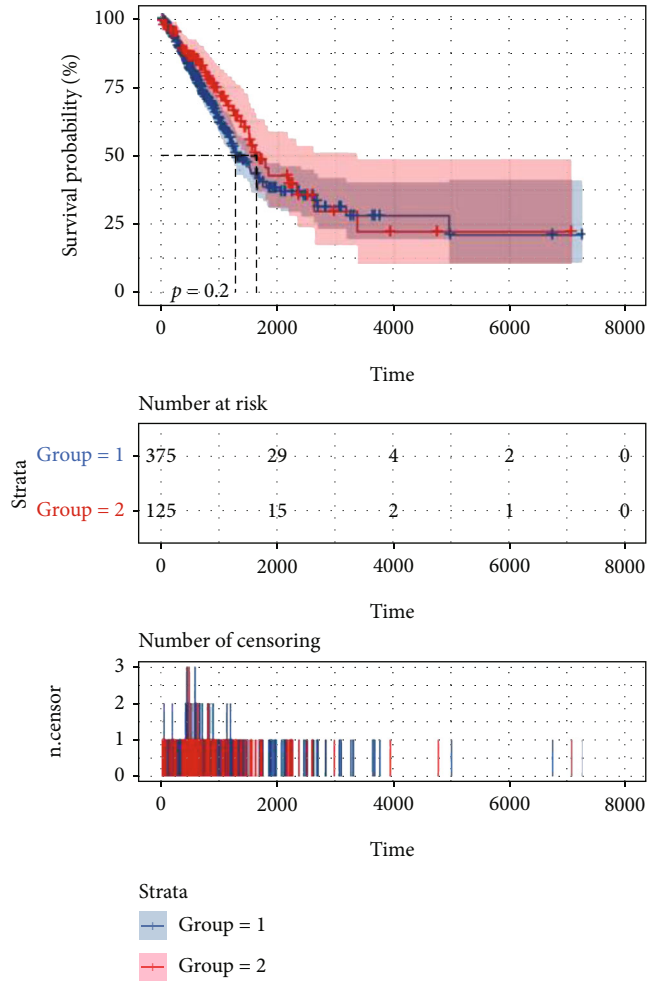 Survival probability (%)
100
75
50
25
0
p = 0.2
0 2000 4000 6000 8000
Time
Number at risk
Strata
Group = 1 375 29 4 2 0
Group = 2 125 15 2 1 0
0 2000 4000 6000 8000
Time
Number of censoring
n.censor
3
2
1
0
0 2000 4000 6000 8000
Time
Strata
Group = 1
Group = 2